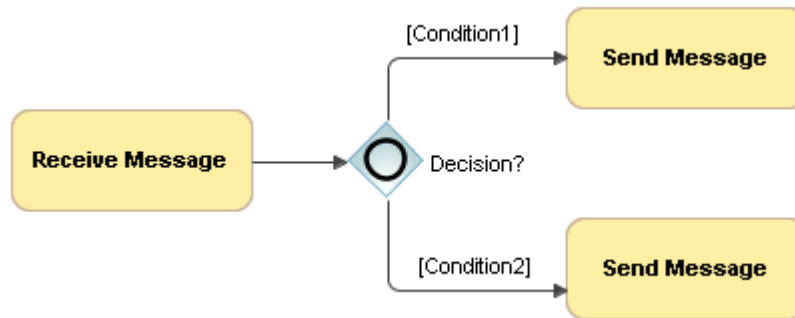 [Condition1]
Send Message
Receive Message
Decision?
[Condition2]
Send Message